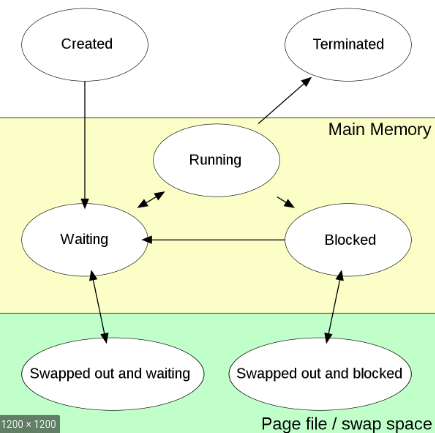 Created
Terminated
Main Memory
Running
Waiting
Blocked
Swapped out and waiting
Swapped out and blocked
Page file / swap space
1200 × 1200